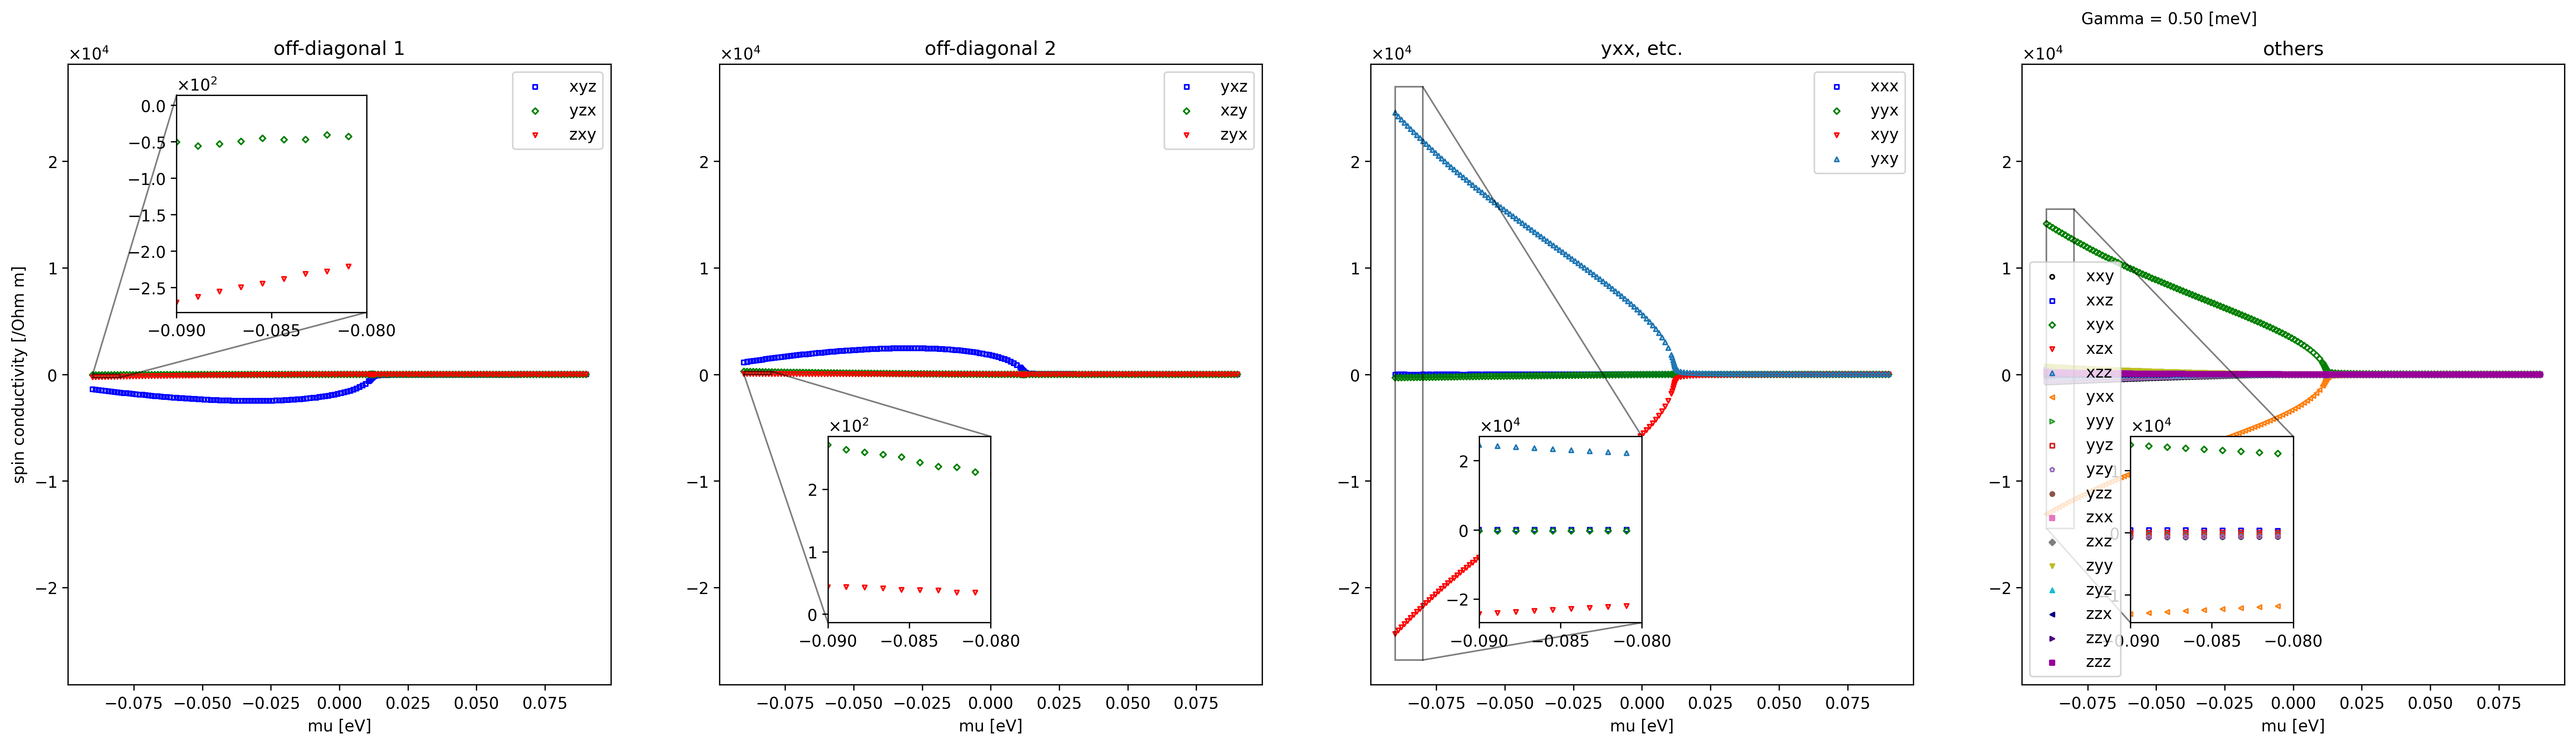 Gamma = 0.50 [meV]
×10⁴
off-diagonal 1
×10²
0.0
−0.5
−1.0
−1.5
−2.0
−2.5
−0.090
−0.085
−0.080
xyz
yzx
zxy
2
1
0
−1
−2
spin conductivity [/Ohm m]
−0.075
−0.050
−0.025
0.000
0.025
0.050
0.075
mu [eV]
×10⁴
off-diagonal 2
yxz
xzy
zyx
2
1
0
−1
−2
×10²
2
1
0
−0.090
−0.085
−0.080
−0.075
−0.050
−0.025
0.000
0.025
0.050
0.075
mu [eV]
×10⁴
yxx, etc.
xxx
yyx
xyy
yxy
2
1
0
−1
−2
×10⁴
2
0
−2
−0.090
−0.085
−0.080
−0.075
−0.050
−0.025
0.000
0.025
0.050
0.075
mu [eV]
×10⁴
others
2
1
0
−1
−2
xxy
xxz
xyx
xzx
xzz
yxx
yyy
yyz
yzy
yzz
zxx
zxz
zyy
zyz
zzx
zzy
zzz
×10⁴
1
0
−1
−0.090
−0.085
−0.080
−0.075
−0.050
−0.025
0.000
0.025
0.050
0.075
mu [eV]